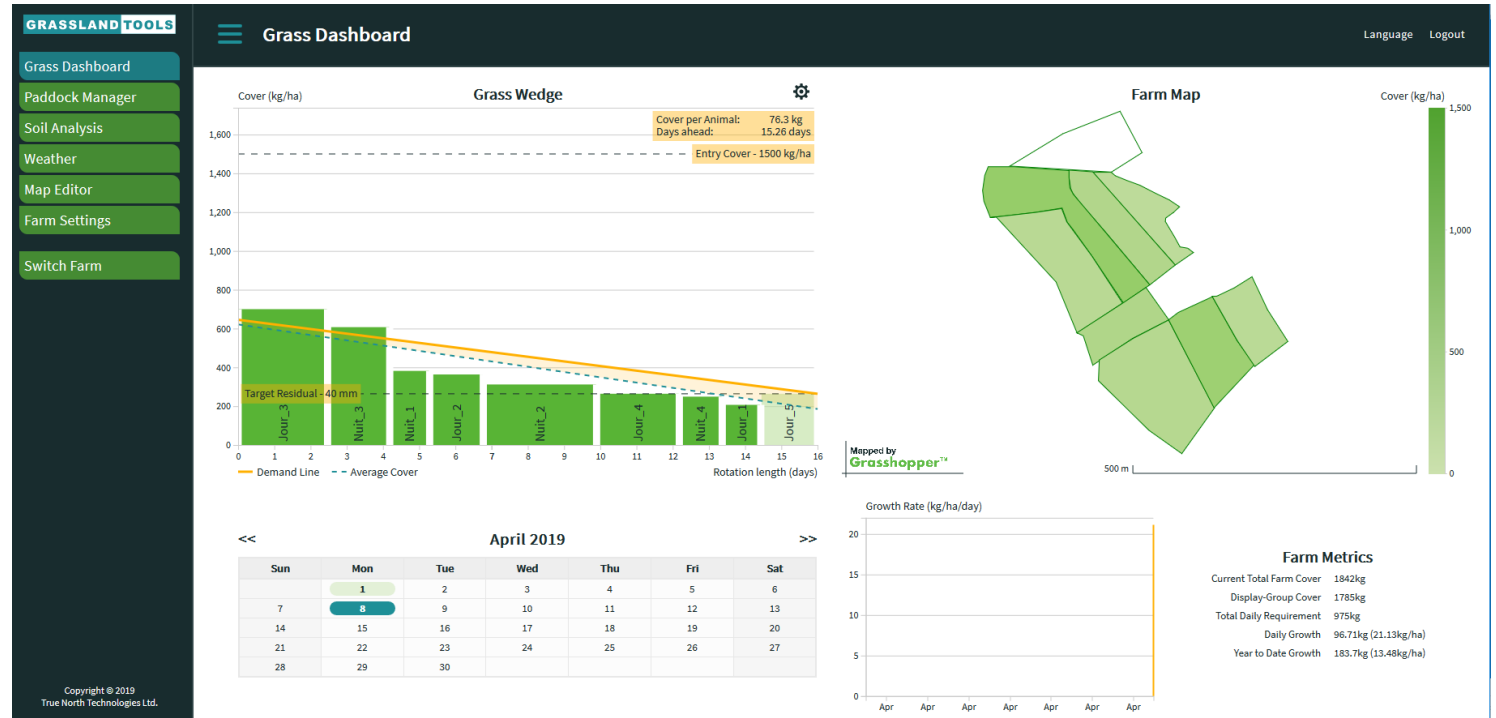 GRASSLAND TOOLS
Grass Dashboard
Language Logout
Grass Dashboard
Paddock Manager
Soil Analysis
Weather
Map Editor
Farm Settings
Switch Farm
Copyright © 2019
True North Technologies Ltd.
Cover (kg/ha)
Grass Wedge
Cover per Animal: 76.3 kg
Days ahead: 15.26 days
Entry Cover - 1500 kg/ha
1,600
1,400
1,200
1,000
800
600
400
200
0
Target Residual - 40 mm
Jour_3
Nuit_3
Nuit_1
Jour_2
Nuit_2
Jour_4
Nuit_4
Jour_1
Jour_5
0 1 2 3 4 5 6 7 8 9 10 11 12 13 14 15 16
Demand Line
Average Cover
Rotation length (days)
Farm Map
Cover (kg/ha)
1,500
1,000
500
0
Mapped by
Grasshopper™
500 m
<< April 2019 >>
Sun Mon Tue Wed Thu Fri Sat
1 2 3 4 5 6
7 8 9 10 11 12 13
14 15 16 17 18 19 20
21 22 23 24 25 26 27
28 29 30
Growth Rate (kg/ha/day)
20
15
10
5
0
Apr Apr Apr Apr Apr Apr Apr
Farm Metrics
Current Total Farm Cover 1842kg
Display-Group Cover 1785kg
Total Daily Requirement 975kg
Daily Growth 96.71kg (21.13kg/ha)
Year to Date Growth 183.7kg (13.48kg/ha)